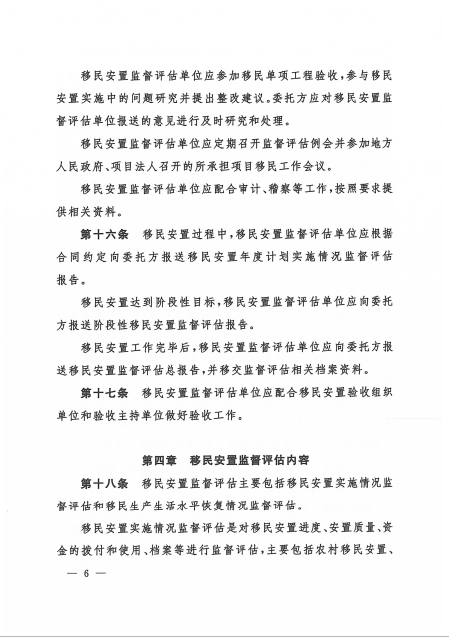 移民安置监督评估单位应参加移民单项工程验收,参与移民
安置实施中的问题研究并提出整改建议。委托方应对移民安置监
督评估单位报送的意见进行及时研究和处理。
移民安置监督评估单位应定期召开监督评估例会并参加地方
人民政府、项目法人召开的所承担项目移民工作会议。
移民安置监督评估单位应配合审计、稽察等工作,按照要求提
供相关资料。
第十六条 移民安置过程中,移民安置监督评估单位应根据
合同约定向委托方报送移民安置年度计划实施情况监督评估
报告。
移民安置达到阶段性目标,移民安置监督评估单位应向委托
方报送阶段性移民安置监督评估报告。
移民安置工作完毕后,移民安置监督评估单位应向委托方报
送移民安置监督评估总报告,并移交监督评估相关档案资料。
第十七条 移民安置监督评估单位应配合移民安置验收组织
单位和验收主持单位做好验收工作。
第四章 移民安置监督评估内容
第十八条 移民安置监督评估主要包括移民安置实施情况监
督评估和移民生产生活水平恢复情况监督评估。
移民安置实施情况监督评估是对移民安置进度、安置质量、资
金的拨付和使用、档案等进行监督评估,主要包括农村移民安置、
— 6 —